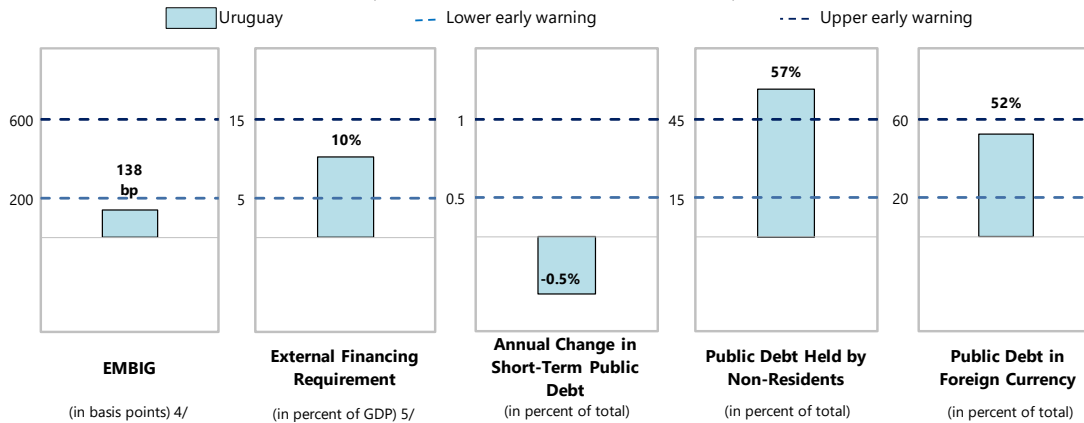 Uruguay
Lower early warning
Upper early warning
600
200
138
bp
EMBIG
(in basis points) 4/
15
5
10%
External Financing
Requirement
(in percent of GDP) 5/
1
0.5
-0.5%
Annual Change in
Short-Term Public
Debt
(in percent of total)
45
15
57%
Public Debt Held by
Non-Residents
(in percent of total)
60
20
52%
Public Debt in
Foreign Currency
(in percent of total)